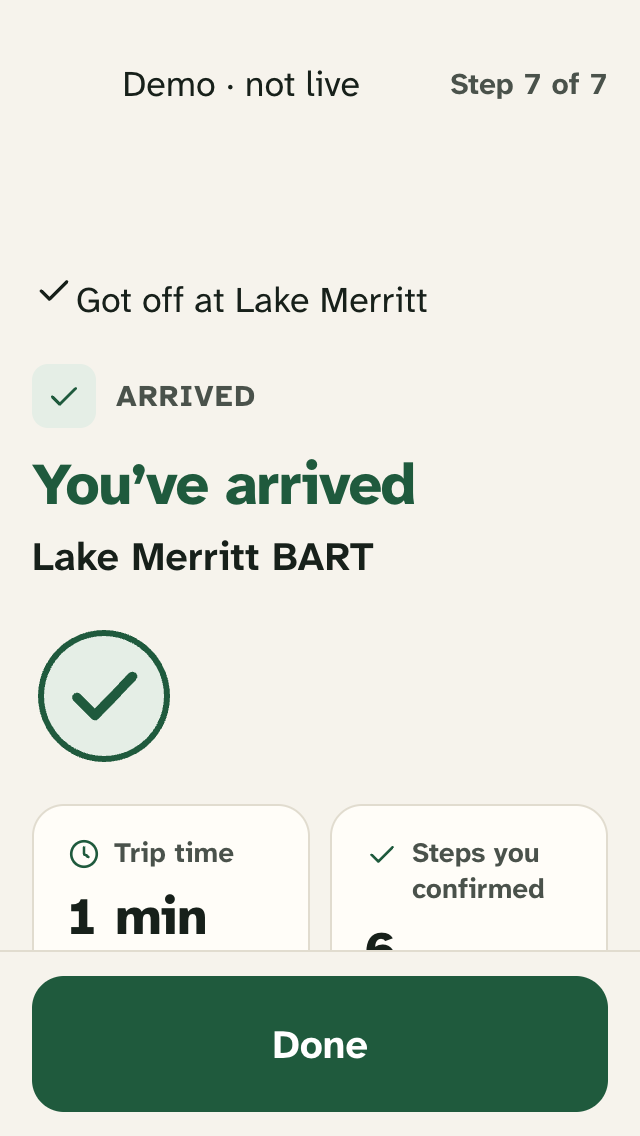 Demo · not live
Step 7 of 7
Got off at Lake Merritt
ARRIVED
You’ve arrived
Lake Merritt BART
Trip time
1 min
Steps you
confirmed
6
Done